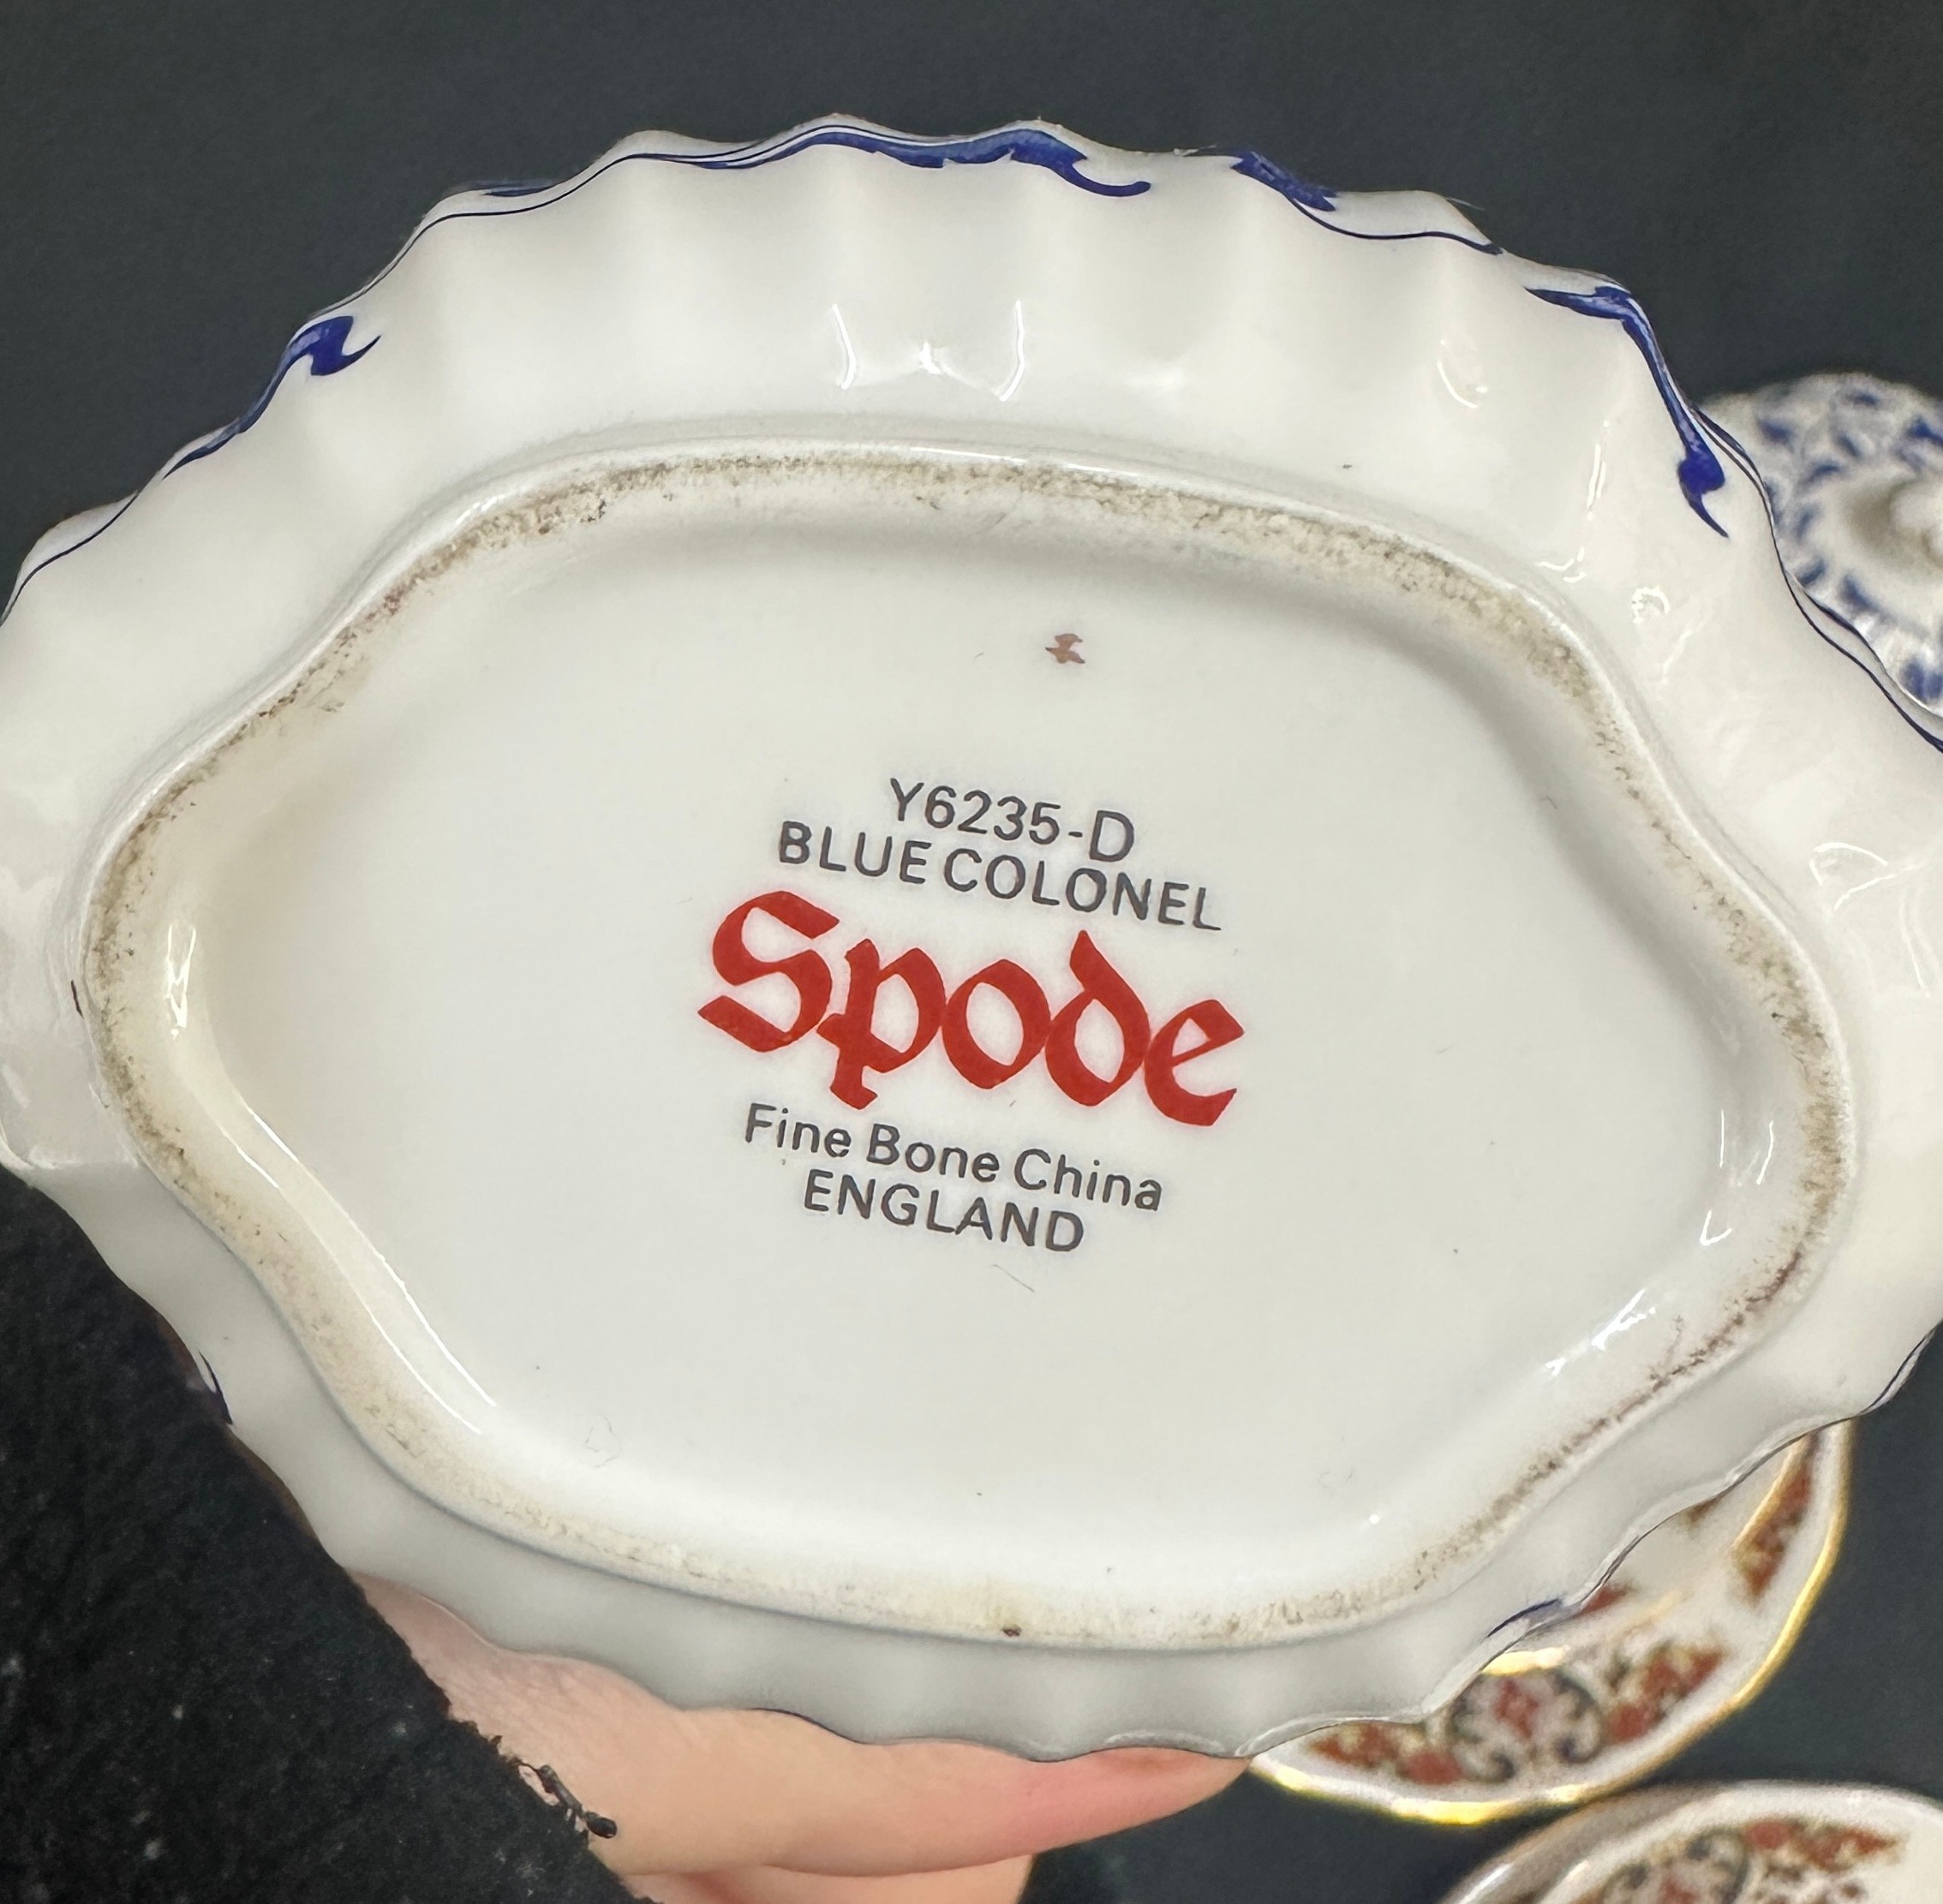 Y6235-D
BLUE COLONEL
Spode
Fine Bone China
ENGLAND